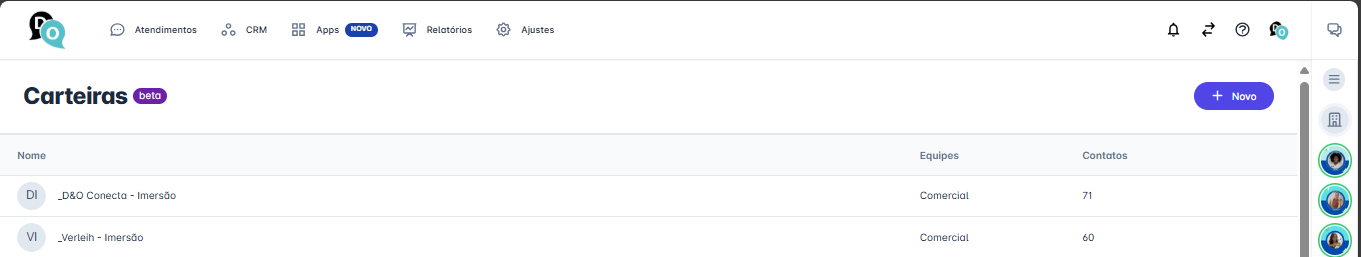 DO
Atendimentos CRM Apps NOVO Relatórios Ajustes
Carteiras beta
+ Novo
Nome Equipes Contatos
DI _D&O Conecta - Imersão Comercial 71
VI _Verleih - Imersão Comercial 60